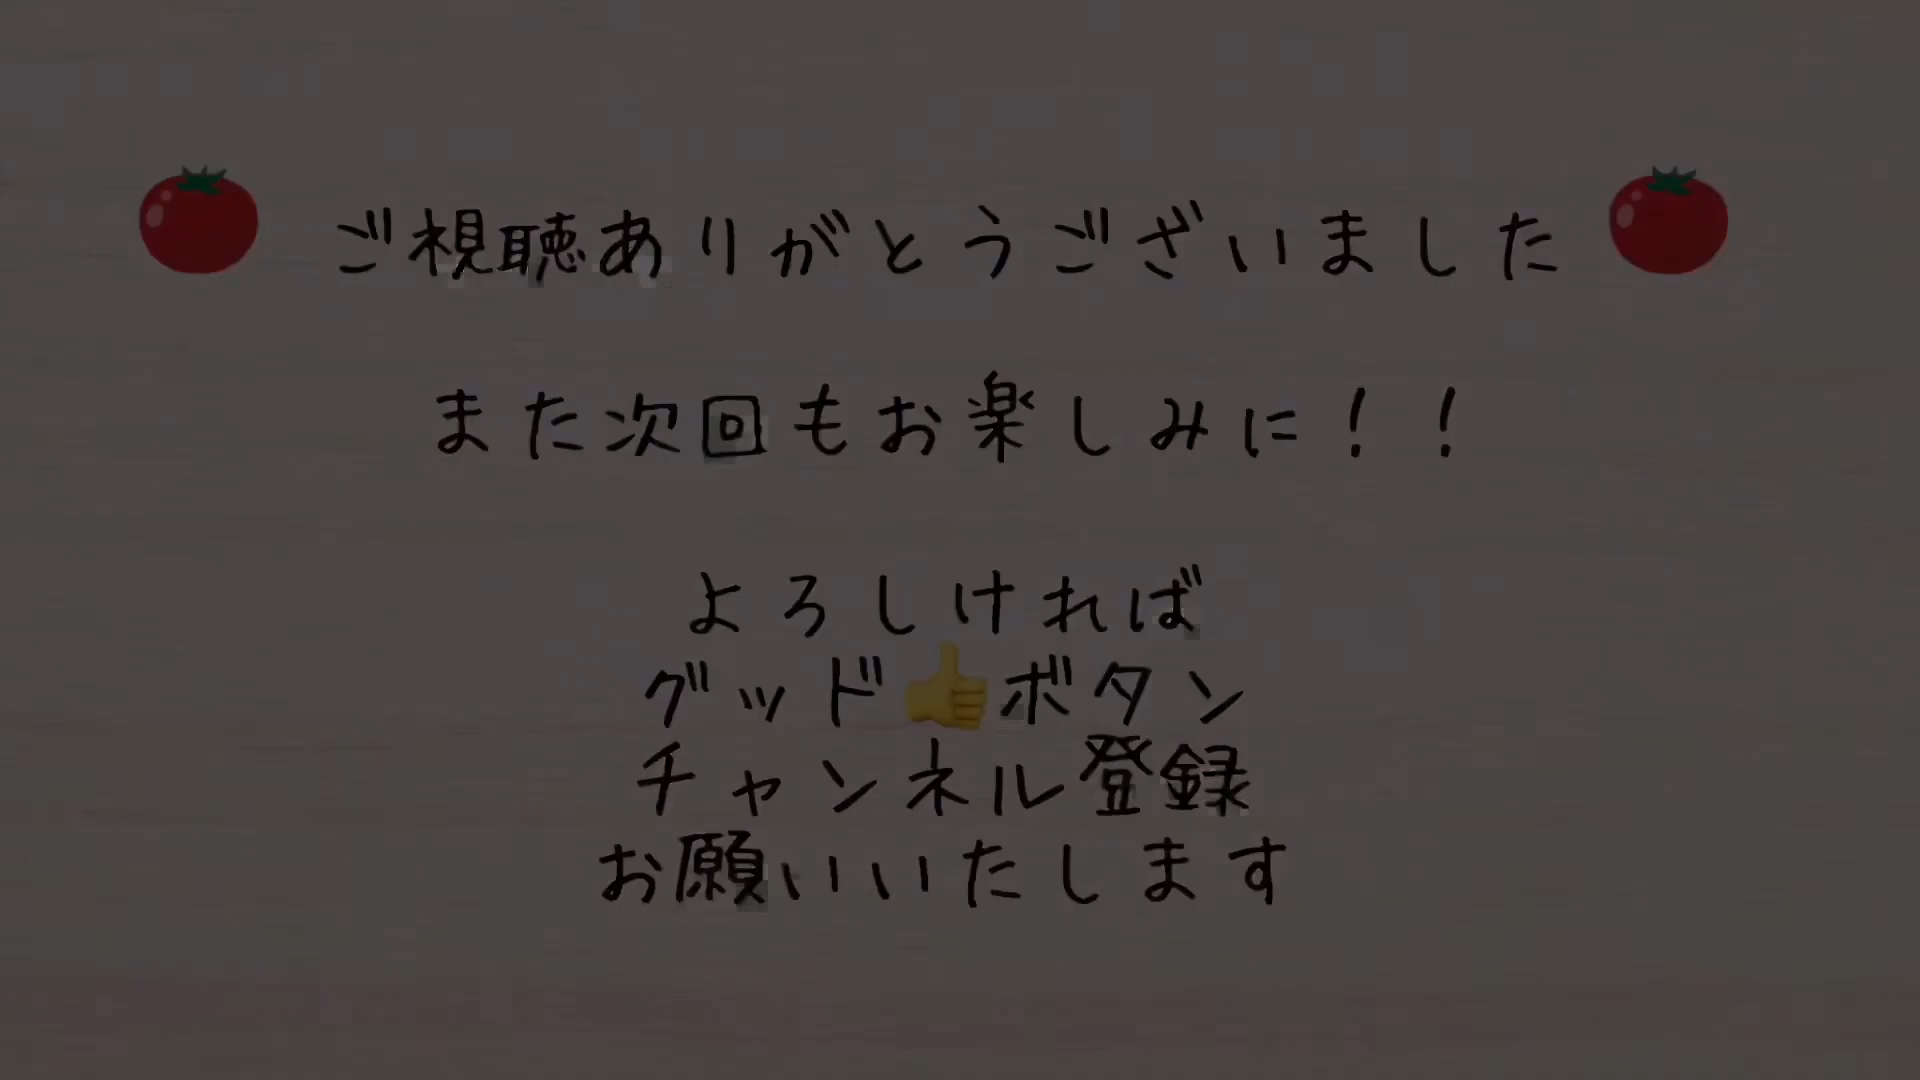 ご視聴ありがとうございました
また次回もお楽しみに！！
よろしければ
グッド👍ボタン
チャンネル登録
お願いいたします